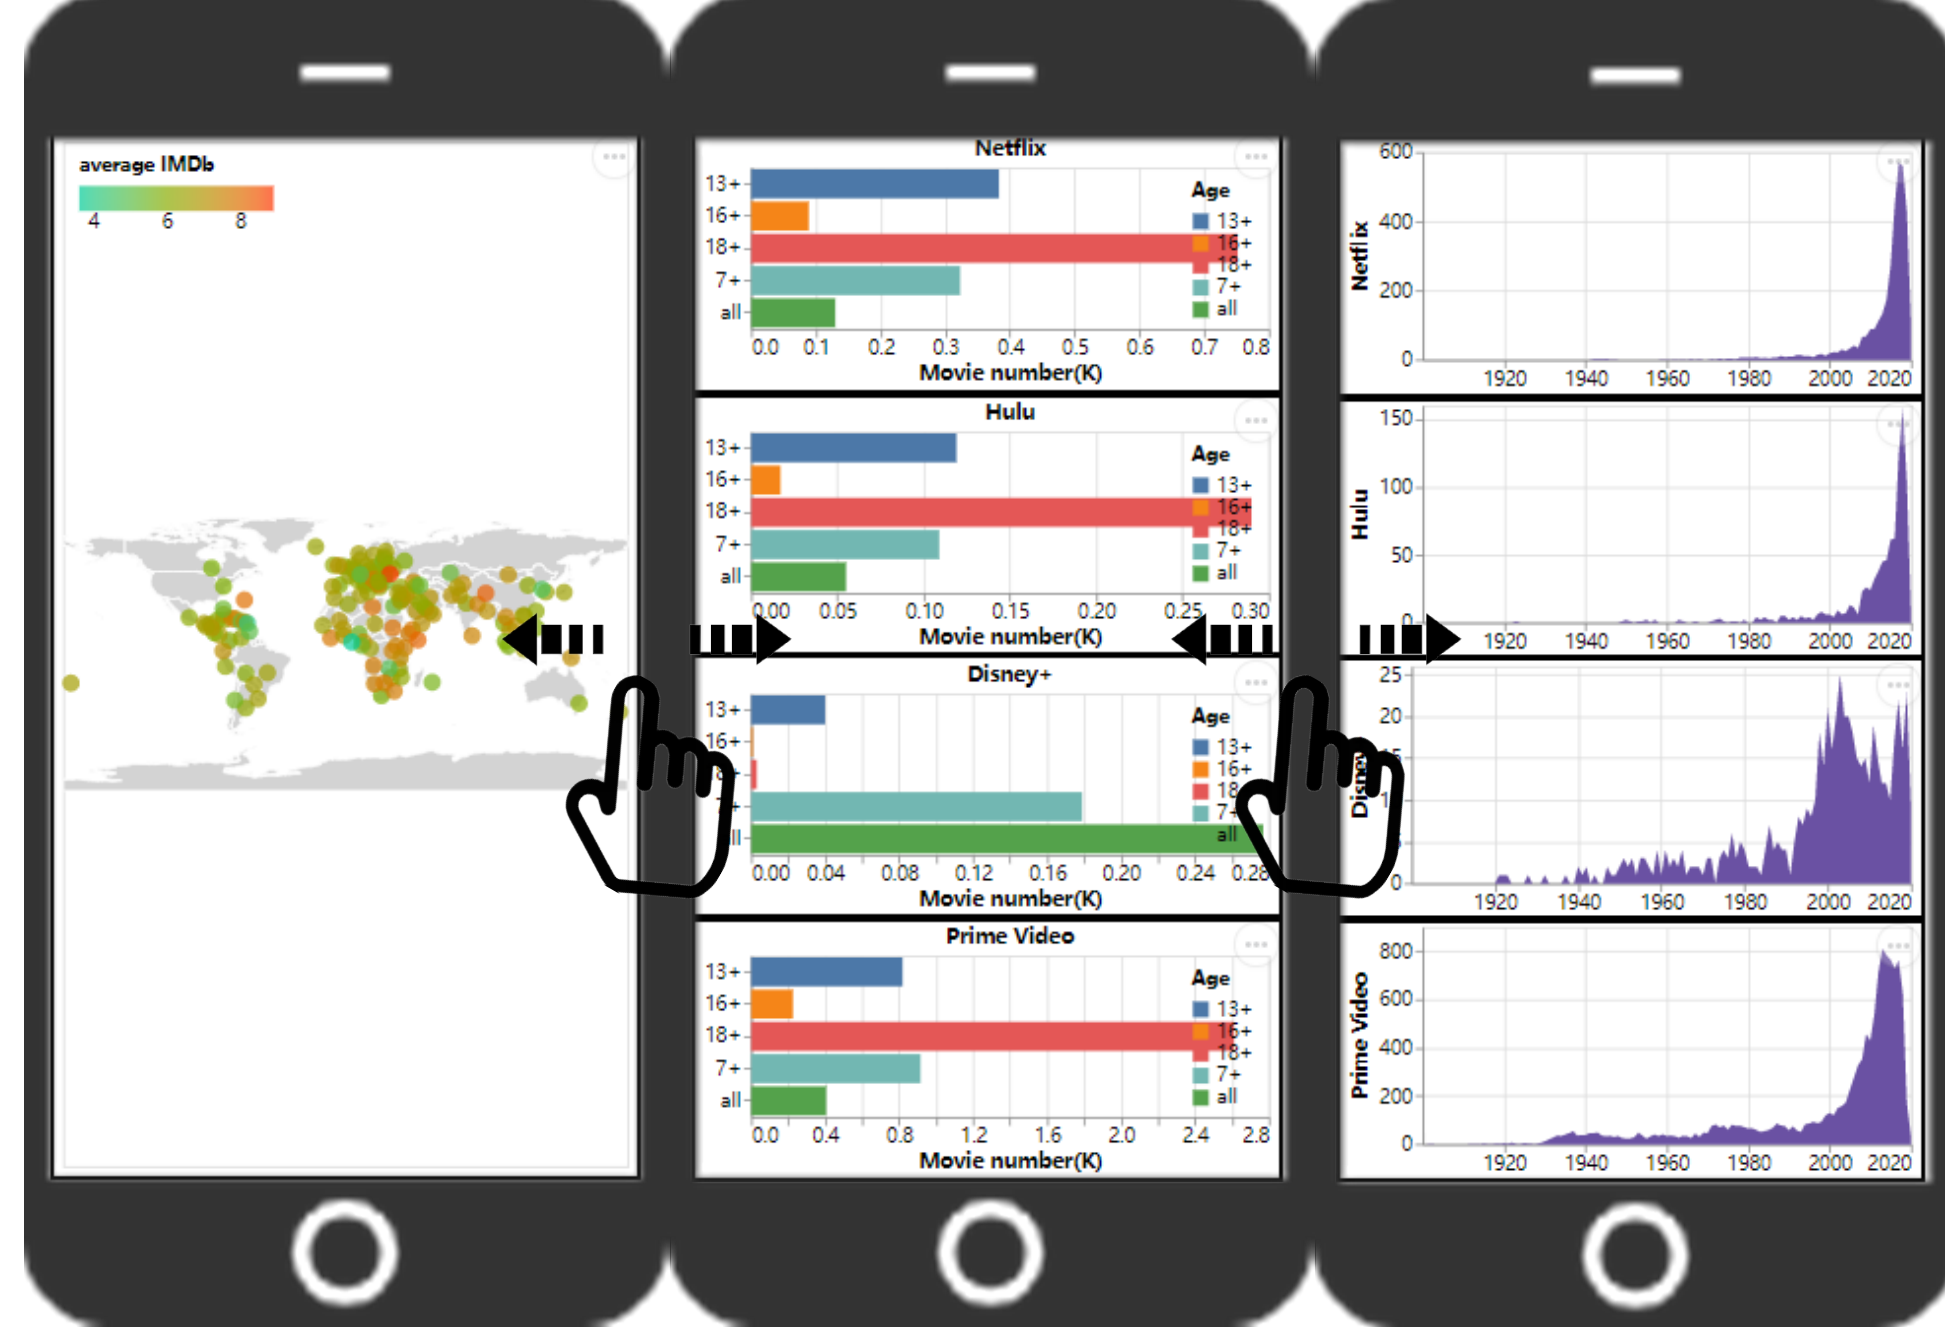 average IMDb
4 6 8
Netflix
13+
16+
18+
7+
all
Age
13+
16+
18+
7+
all
0.0 0.1 0.2 0.3 0.4 0.5 0.6 0.7 0.8
Movie number(K)
Hulu
13+
16+
18+
7+
all
Age
13+
16+
18+
7+
all
0.00 0.05 0.10 0.15 0.20 0.25 0.30
Movie number(K)
Disney+
13+
16+
Age
13+
16+
18
7+
all
0.00 0.04 0.08 0.12 0.16 0.20 0.24 0.28
Movie number(K)
Prime Video
13+
16+
18+
7+
all
Age
13+
16+
18+
7+
all
0.0 0.4 0.8 1.2 1.6 2.0 2.4 2.8
Movie number(K)
Netflix
600
400
200
0
1920 1940 1960 1980 2000 2020
Hulu
150
100
50
0
1920 1940 1960 1980 2000 2020
25
20
0
1920 1940 1960 1980 2000 2020
Prime Video
800
600
400
200
0
1920 1940 1960 1980 2000 2020